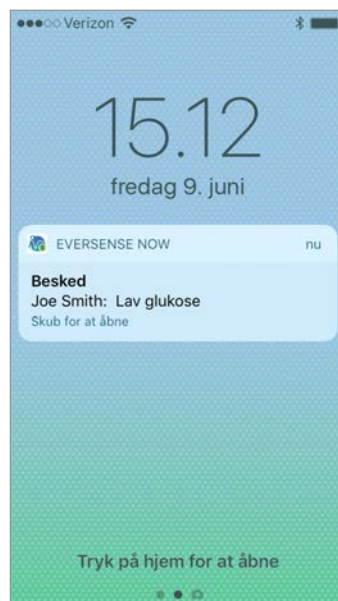 Verizon
15.12
fredag 9. juni
EVERSENSE NOW nu
Besked
Joe Smith: Lav glukose
Skub for at åbne
Tryk på hjem for at åbne